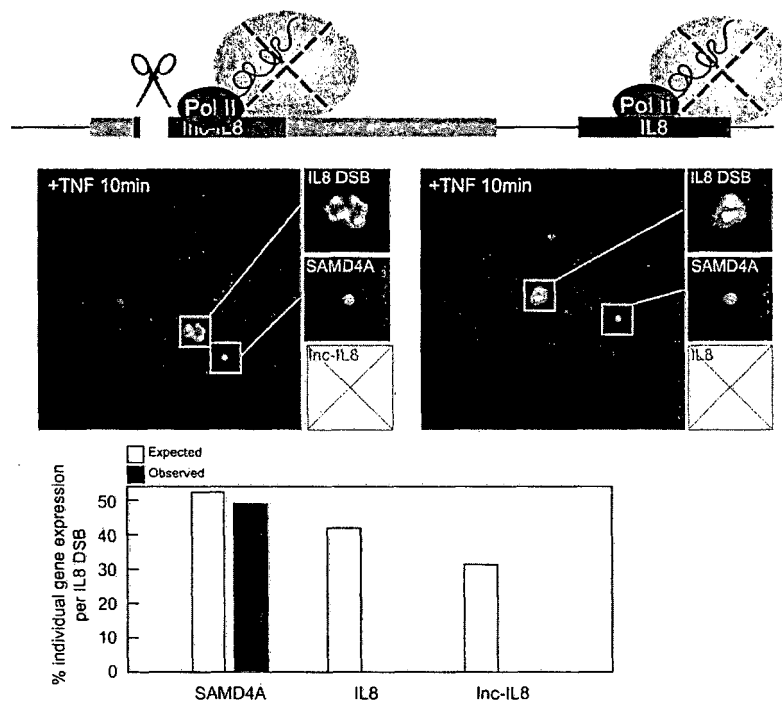 Pol II
Pol II
lnc-IL8
IL8
+TNF 10min
IL8 DSB
SAMD4A
lnc-IL8
+TNF 10min
IL8 DSB
SAMD4A
IL8
Expected
Observed
% individual gene expression
per IL8 DSB
50
40
30
20
10
0
SAMD4A
IL8
lnc-IL8